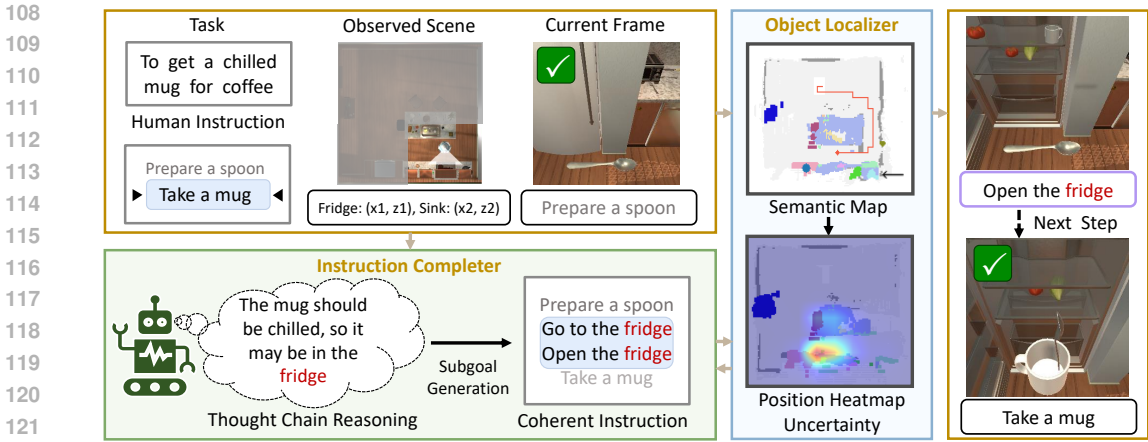 108
109
110
111
112
113
114
115
116
117
118
119
120
121
Task
To get a chilled
mug for coffee
Human Instruction
Prepare a spoon
Take a mug
Observed Scene
Fridge: (x1, z1), Sink: (x2, z2)
Current Frame
Prepare a spoon
Object Localizer
Semantic Map
Position Heatmap
Uncertainty
Open the fridge
Next Step
Take a mug
Instruction Completer
The mug should
be chilled, so it
may be in the
fridge
Thought Chain Reasoning
Subgoal
Generation
Prepare a spoon
Go to the fridge
Open the fridge
Take a mug
Coherent Instruction